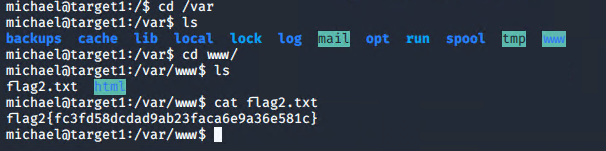 michael@target1:/$ cd /var
michael@target1:/var$ ls
backups cache lib local lock log mail opt run spool tmp www
michael@target1:/var$ cd www/
michael@target1:/var/www$ ls
flag2.txt html
michael@target1:/var/www$ cat flag2.txt
flag2{fc3fd58dcdad9ab23faca6e9a36e581c}
michael@target1:/var/www$